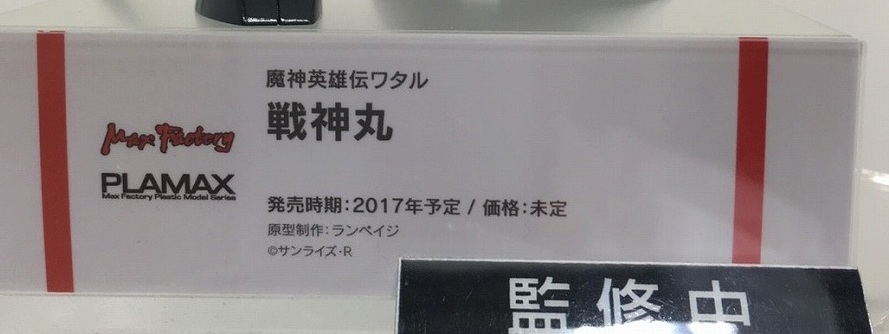 魔神英雄伝ワタル
戦神丸
Max Factory
PLAMAX
Max Factory Plastic Model Series
発売時期：2017年予定 / 価格：未定
原型制作：ランペイジ
©サンライズ・R
監修中